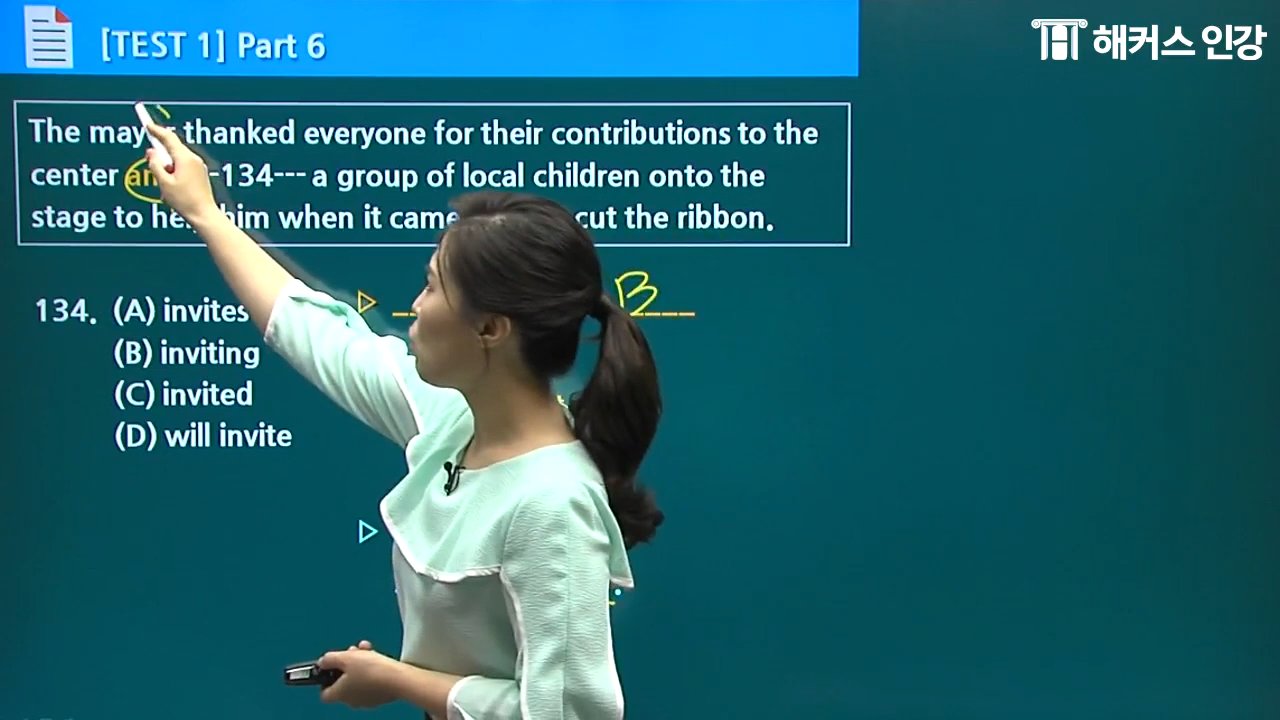 [TEST 1] Part 6
해커스 인강
The mayor thanked everyone for their contributions to the
center -134--- a group of local children onto the
stage to him when it came cut the ribbon.
134. (A) invites
(B) inviting
(C) invited
(D) will invite
B